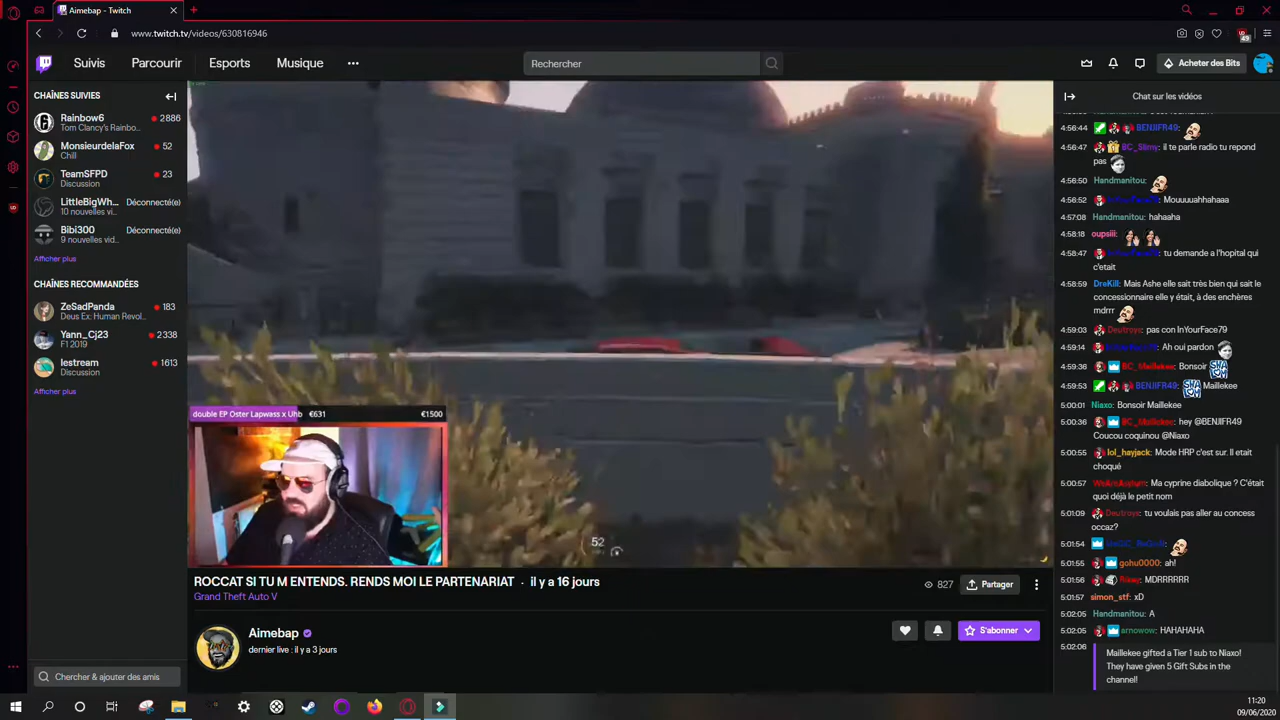 Aimebap - Twitch
www.twitch.tv/videos/630816946
49
Suivis Parcourir Esports Musique
Rechercher
Acheter des Bits
CHAÎNES SUIVIES
Rainbow6 2886
Tom Clancy's Rainbo...
MonsieurdelaFox 52
Chill
TeamSFPD 23
Discussion
LittleBigWh... Déconnecté(e)
10 nouvelles vi...
Bibi300 Déconnecté(e)
9 nouvelles vid...
Afficher plus
CHAÎNES RECOMMANDÉES
ZeSadPanda 183
Deus Ex: Human Revol...
Yann_Cj23 2338
F1 2019
lestream 1613
Discussion
Afficher plus
Chercher & ajouter des amis
double EP Oster Lapwass x Uhb €631 €1500
52
ROCCAT SI TU M ENTENDS. RENDS MOI LE PARTENARIAT · il y a 16 jours
Grand Theft Auto V
827
Partager
Aimebap
dernier live : il y a 3 jours
S'abonner
Chat sur les vidéos
4:56:44 BENJIFR49:
4:56:47 BC_Slimy: il te parle radio tu repond
pas
4:56:50 Handmanitou:
4:56:52 InYourFace79: Mouuuuahhahaaa
4:57:08 Handmanitou: hahaaha
4:58:18 oupsiii:
4:58:47 InYourFace79: tu demande a l'hopital qui
c'etait
4:58:59 DreKill: Mais Ashe elle sait très bien qui sait le
concessionnaire elle y était, à des enchères
mdrrr
4:59:03 Deutroys: pas con InYourFace79
4:59:14 InYourFace79: Ah oui pardon
4:59:36 BC_Maillekee: Bonsoir
4:59:53 BENJIFR49: Maillekee
5:00:01 Niaxo: Bonsoir Maillekee
5:00:36 BC_Maillekee: hey @BENJIFR49
Coucou coquinou @Niaxo
5:00:55 lol_hayjack: Mode HRP c'est sur. Il etait
choqué
5:00:57 Ma cyprine diabolique ? C'était
quoi déjà le petit nom
5:01:09 Deutroys: tu voulais pas aller au concess
occaz?
5:01:54
5:01:55 gohu0000: ah!
5:01:56 MDRRRRRR
5:01:57 simon_stf: xD
5:02:05 Handmanitou: A
5:02:05 arnowow: HAHAHAHA
5:02:06 Maillekee gifted a Tier 1 sub to Niaxo!
They have given 5 Gift Subs in the
channel!
11:20
09/06/2020